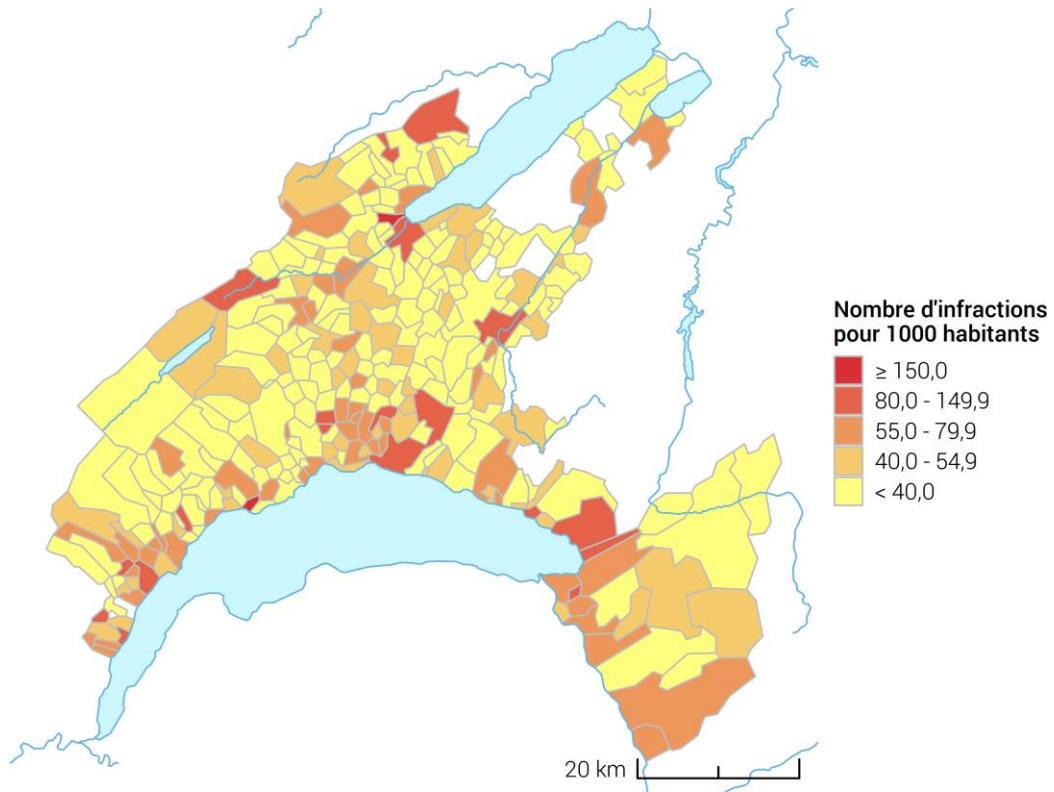 Nombre d'infractions
pour 1000 habitants
≥ 150,0
80,0 - 149,9
55,0 - 79,9
40,0 - 54,9
< 40,0
20 km